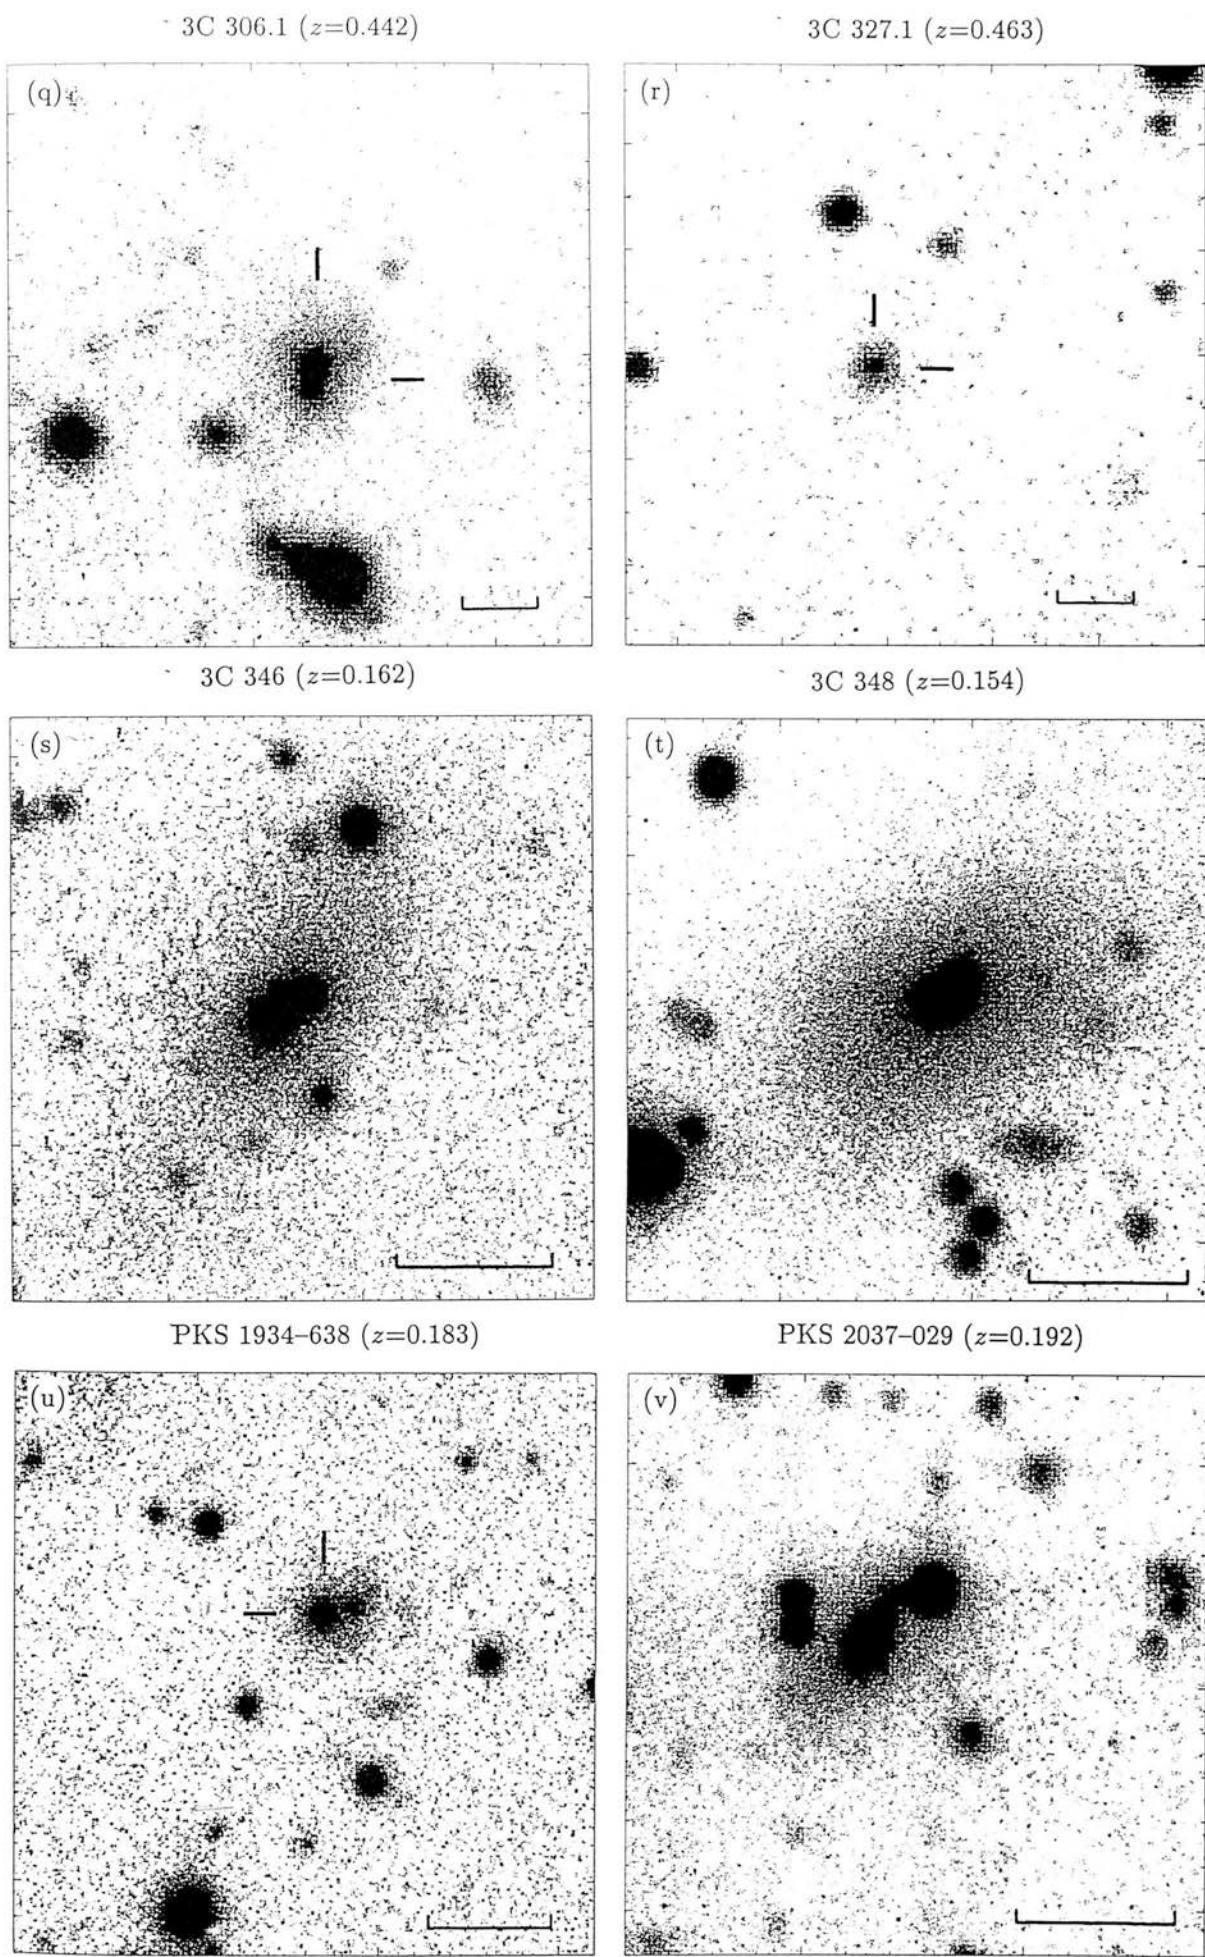 3C 306.1 (z=0.442)
3C 327.1 (z=0.463)
(q)
(r)
3C 346 (z=0.162)
3C 348 (z=0.154)
(s)
(t)
PKS 1934–638 (z=0.183)
PKS 2037–029 (z=0.192)
(u)
(v)